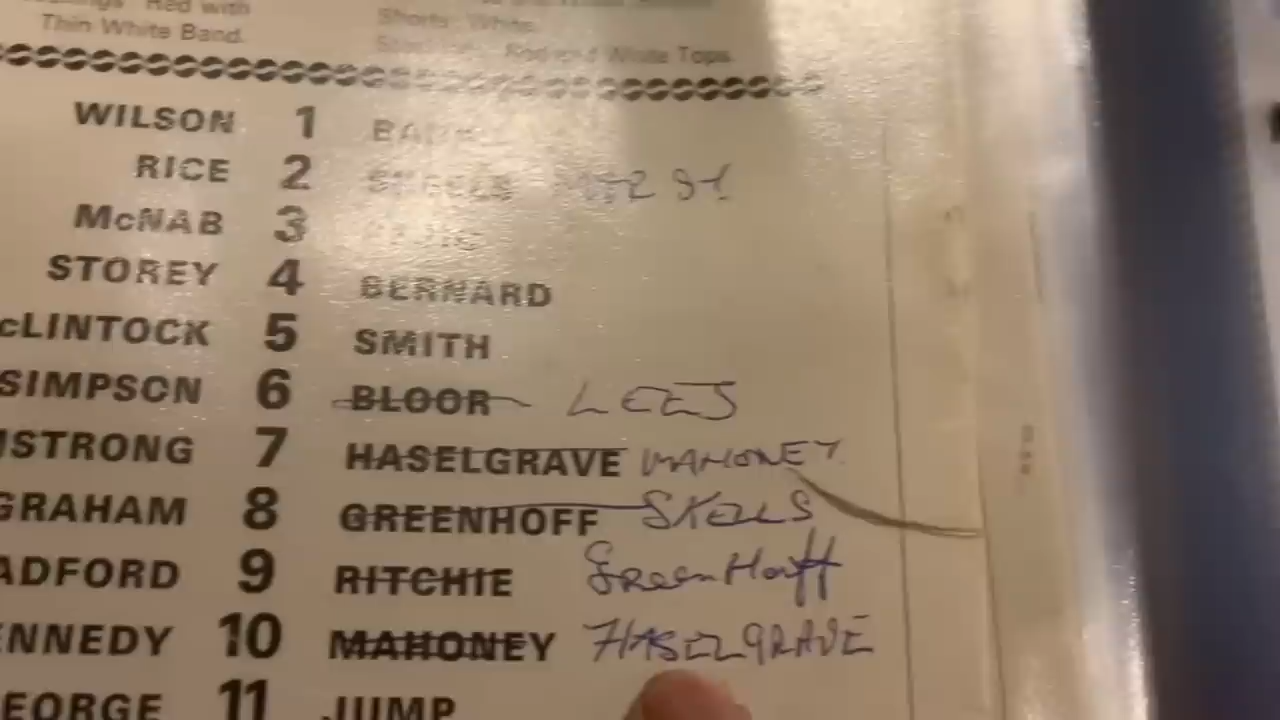 Red with
Thin White Band.
Shorts: White.
Red and White Tops.
WILSON 1
RICE 2
McNAB 3
STOREY 4 BERNARD
cLINTOCK 5 SMITH
SIMPSON 6 BLOOR LEES
STRONG 7 HASELGRAVE MAHONEY
GRAHAM 8 GREENHOFF SKEELS
ADFORD 9 RITCHIE GreenHoff
ENNEDY 10 MAHONEY HASELGRAVE
EORGE 11 JUMP